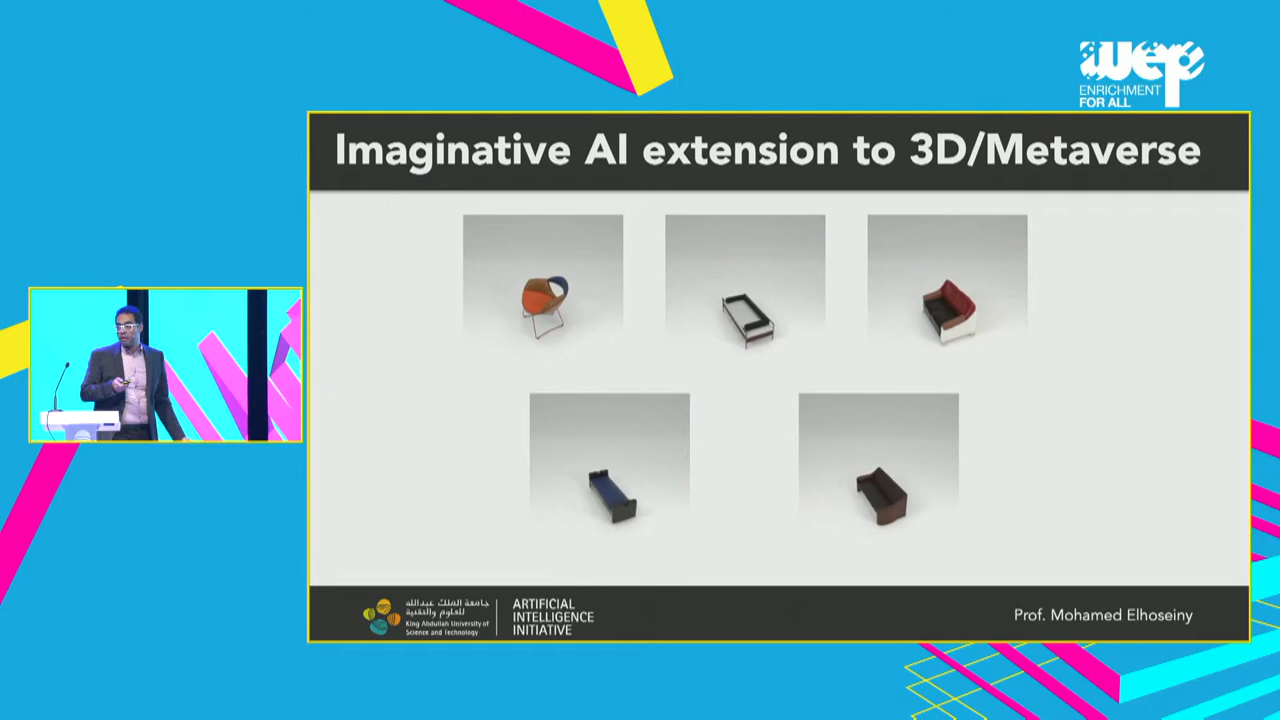 wep
ENRICHMENT
FOR ALL
Imaginative AI extension to 3D/Metaverse
جامعة الملك عبدالله
للعلوم والتقنية
King Abdullah University of
Science and Technology
ARTIFICIAL
INTELLIGENCE
INITIATIVE
Prof. Mohamed Elhoseiny